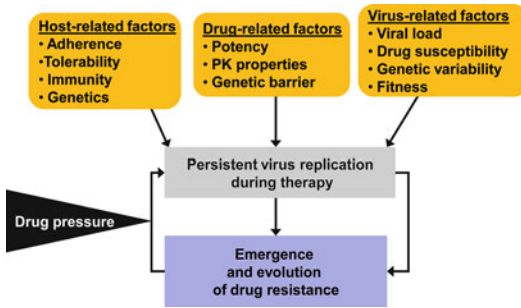 Host-related factors
• Adherence
•Tolerability
• Immunity
• Genetics
Drug-related factors
• Potency
• PK properties
• Genetic barrier
Virus-related factors
• Viral load
• Drug susceptibility
• Genetic variability
• Fitness
Persistent virus replication
during therapy
Drug pressure
Emergence
and evolution
of drug resistance